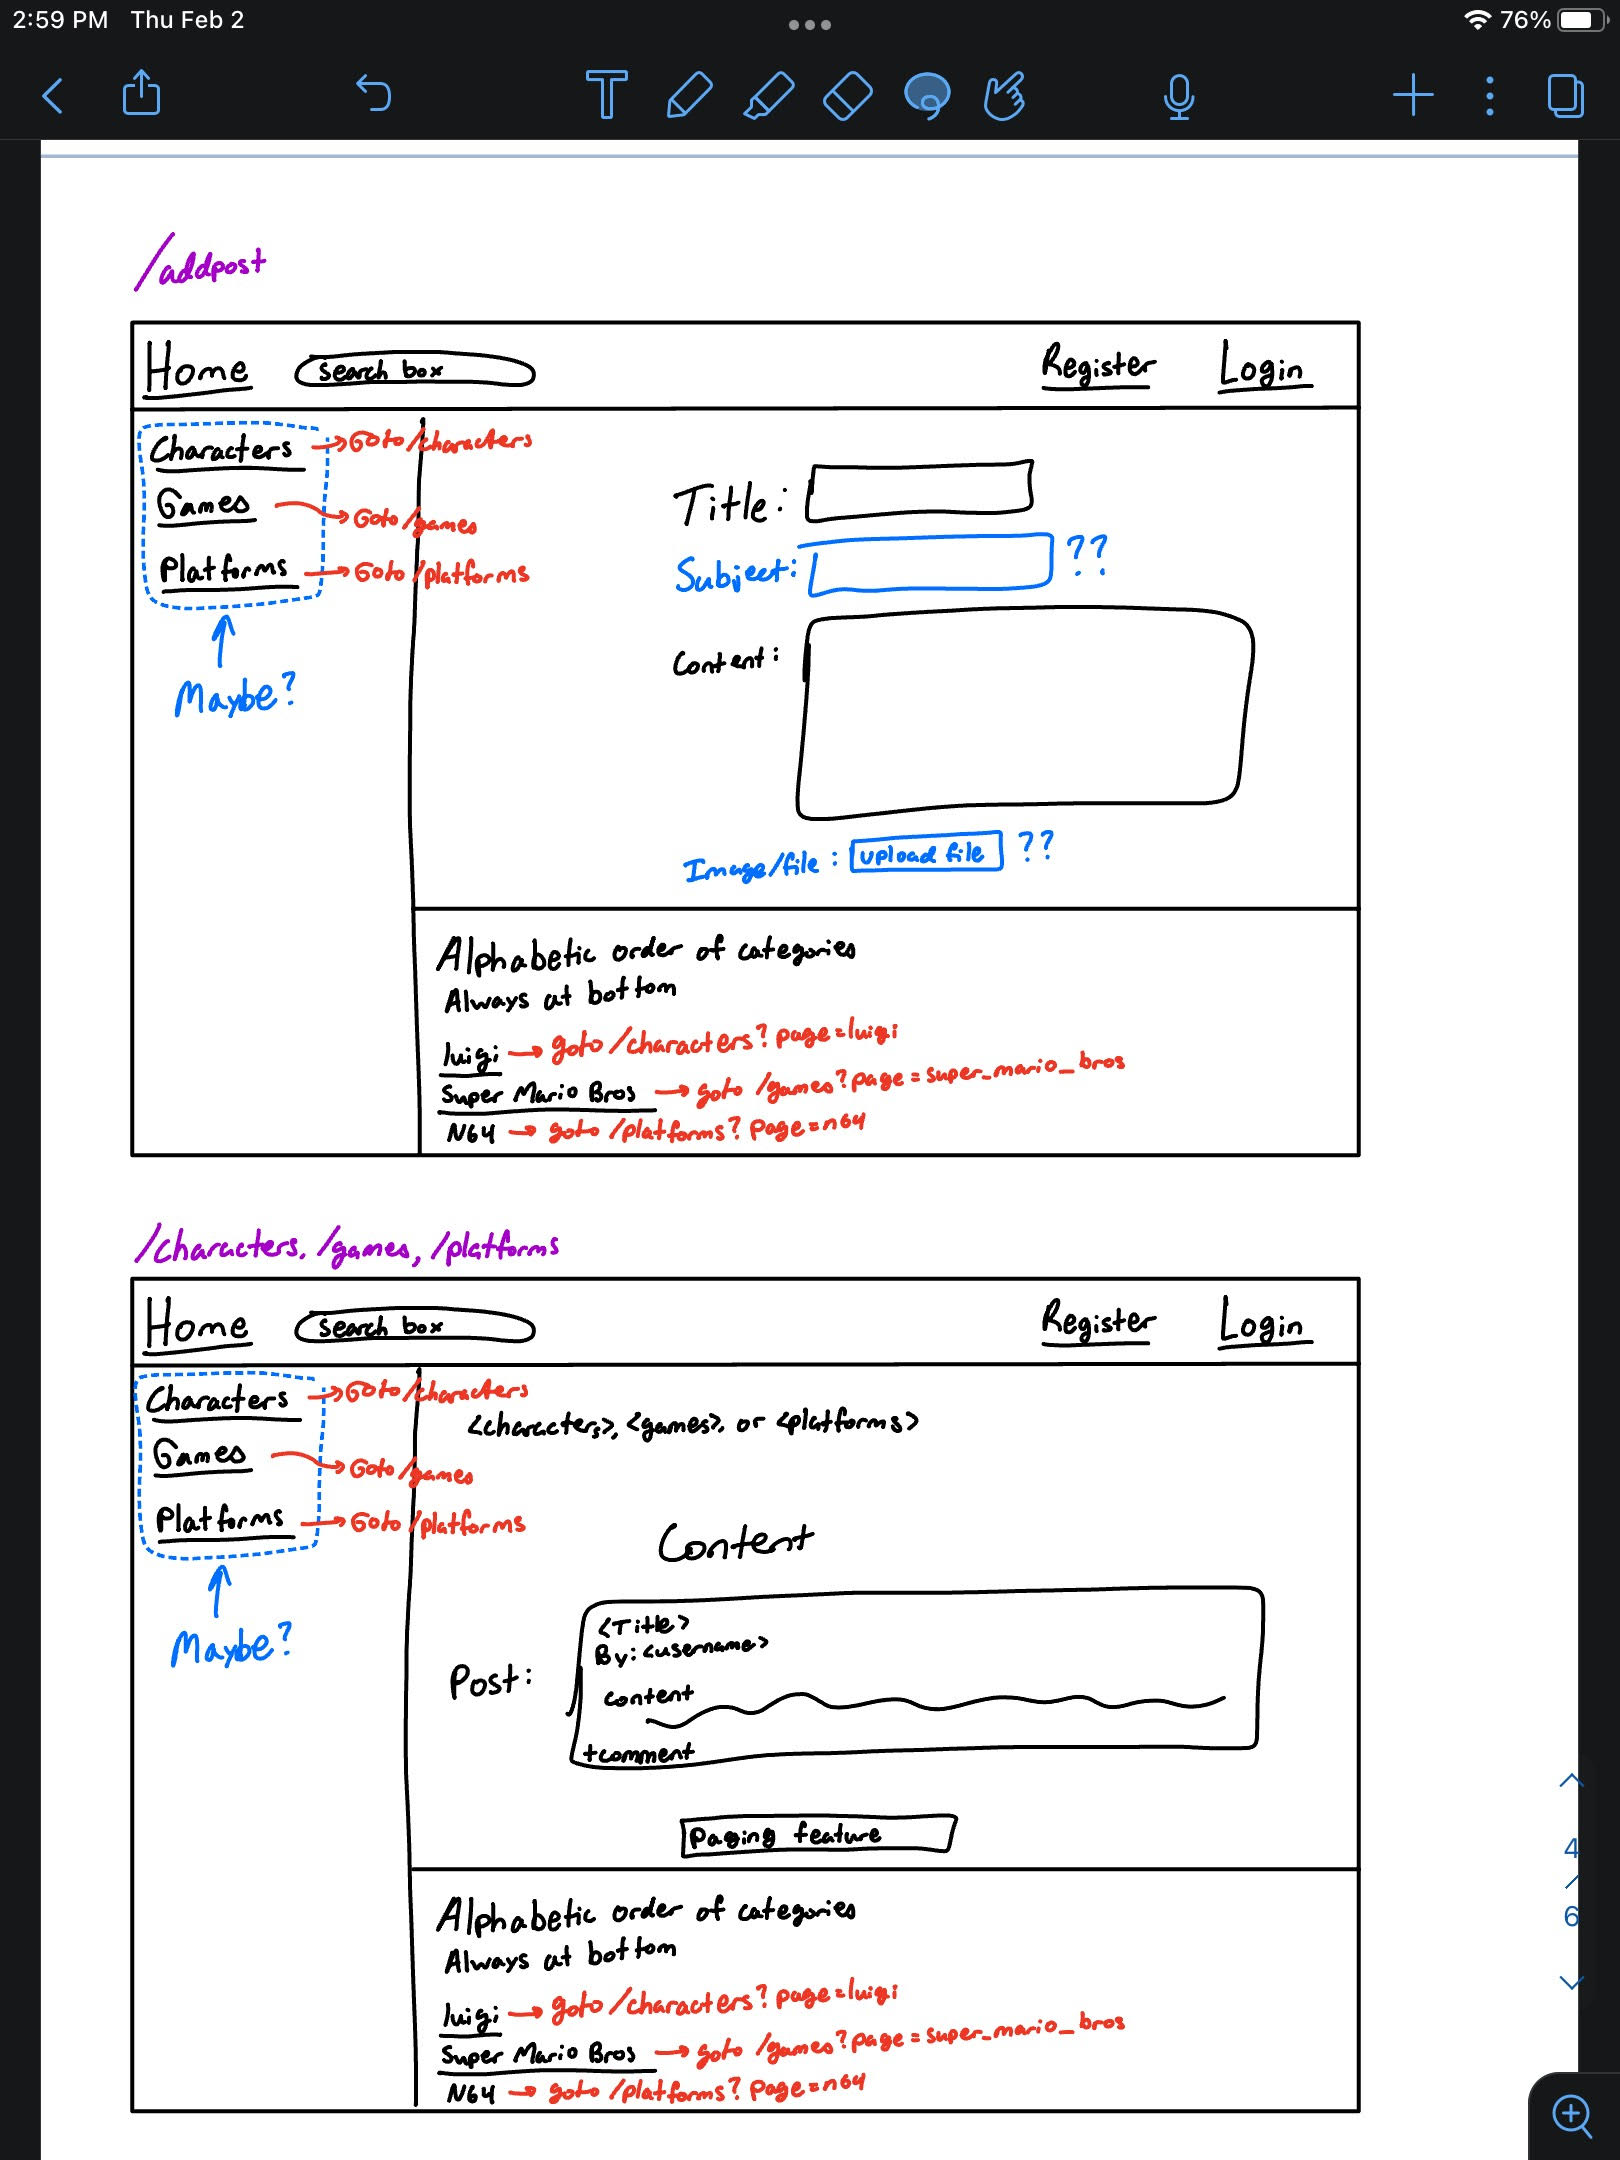 2:59 PM Thu Feb 2
76%
/addpost
Home search box Register Login
Characters → Goto /characters
Games → Goto /games
Platforms → Goto /platforms
Maybe?
Title:
Subject: ??
Content:
Image/file : upload file ??
Alphabetic order of categories
Always at bottom
luigi → goto /characters? page=luigi
Super Mario Bros → goto /games? page = super_mario_bros
N64 → goto /platforms? Page=n64
/characters. /games, /platforms
Home search box Register Login
Characters → Goto /characters
Games → Goto /games
Platforms → Goto /platforms
Maybe?
<characters>, <games>, or <platforms>
Content
Post:
<Title>
By: <username>
content
+comment
Paging feature
4
/
6
Alphabetic order of categories
Always at bottom
luigi → goto /characters? page=luigi
Super Mario Bros → goto /games? page = super_mario_bros
N64 → goto /platforms? Page=n64